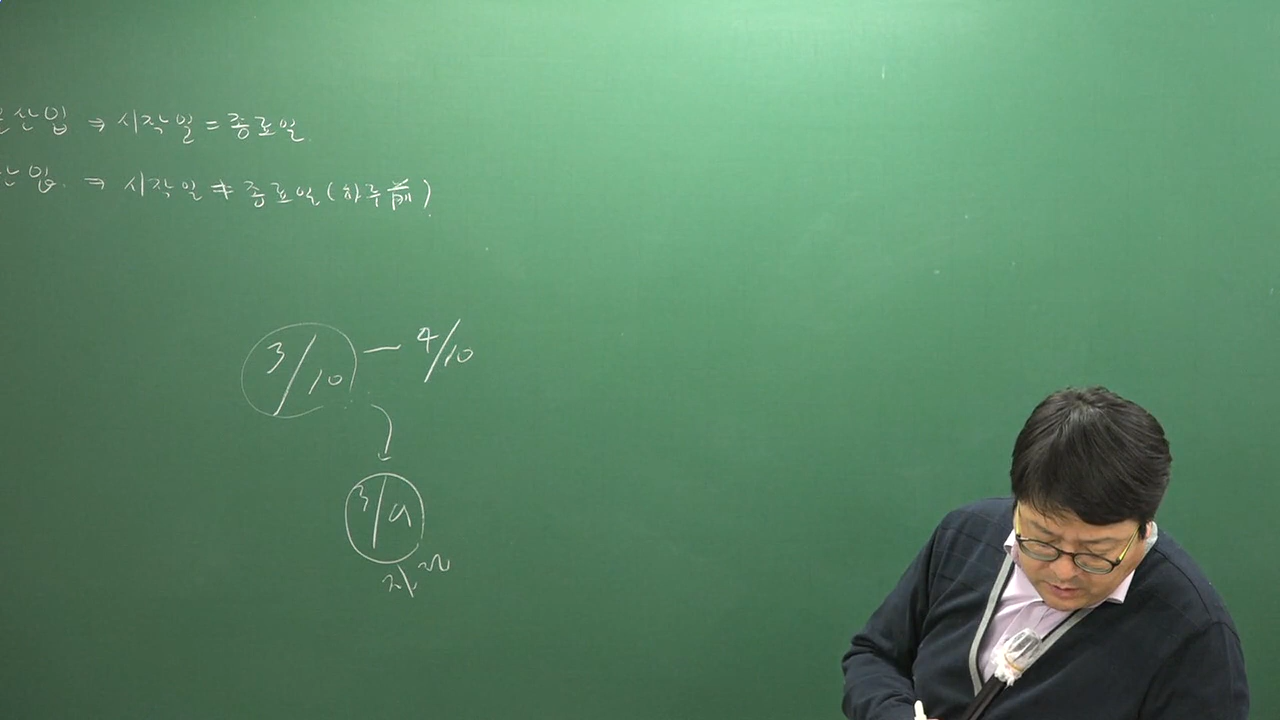 산입 ⇒ 시작일 = 종료일
산입 ⇒ 시작일 ≠ 종료일 (하루 前)
3/10 — 4/10
3/9